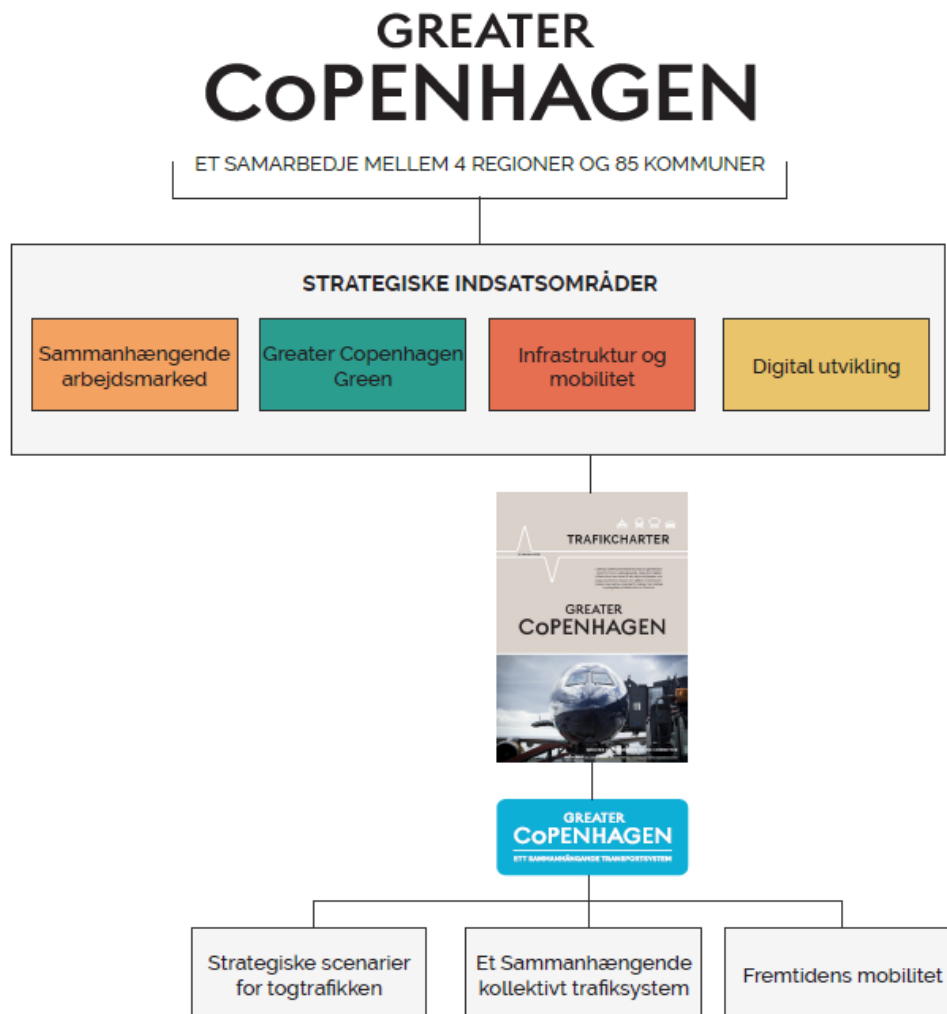 GREATER
COPENHAGEN
ET SAMARBEDJE MELLEM 4 REGIONER OG 85 KOMMUNER
STRATEGISKE INDSATSOMRÅDER
Sammanhængende
arbejdsmarked
Greater Copenhagen
Green
Infrastruktur og
mobilitet
Digital utvikling
TRAFIKCHARTER
GREATER
COPENHAGEN
GREATER
COPENHAGEN
ETT SAMMANHÄNGANDE TRANSPORTSYSTEM
Strategiske scenarier
for togtrafikken
Et Sammanhængende
kollektivt trafiksystem
Fremtidens mobilitet